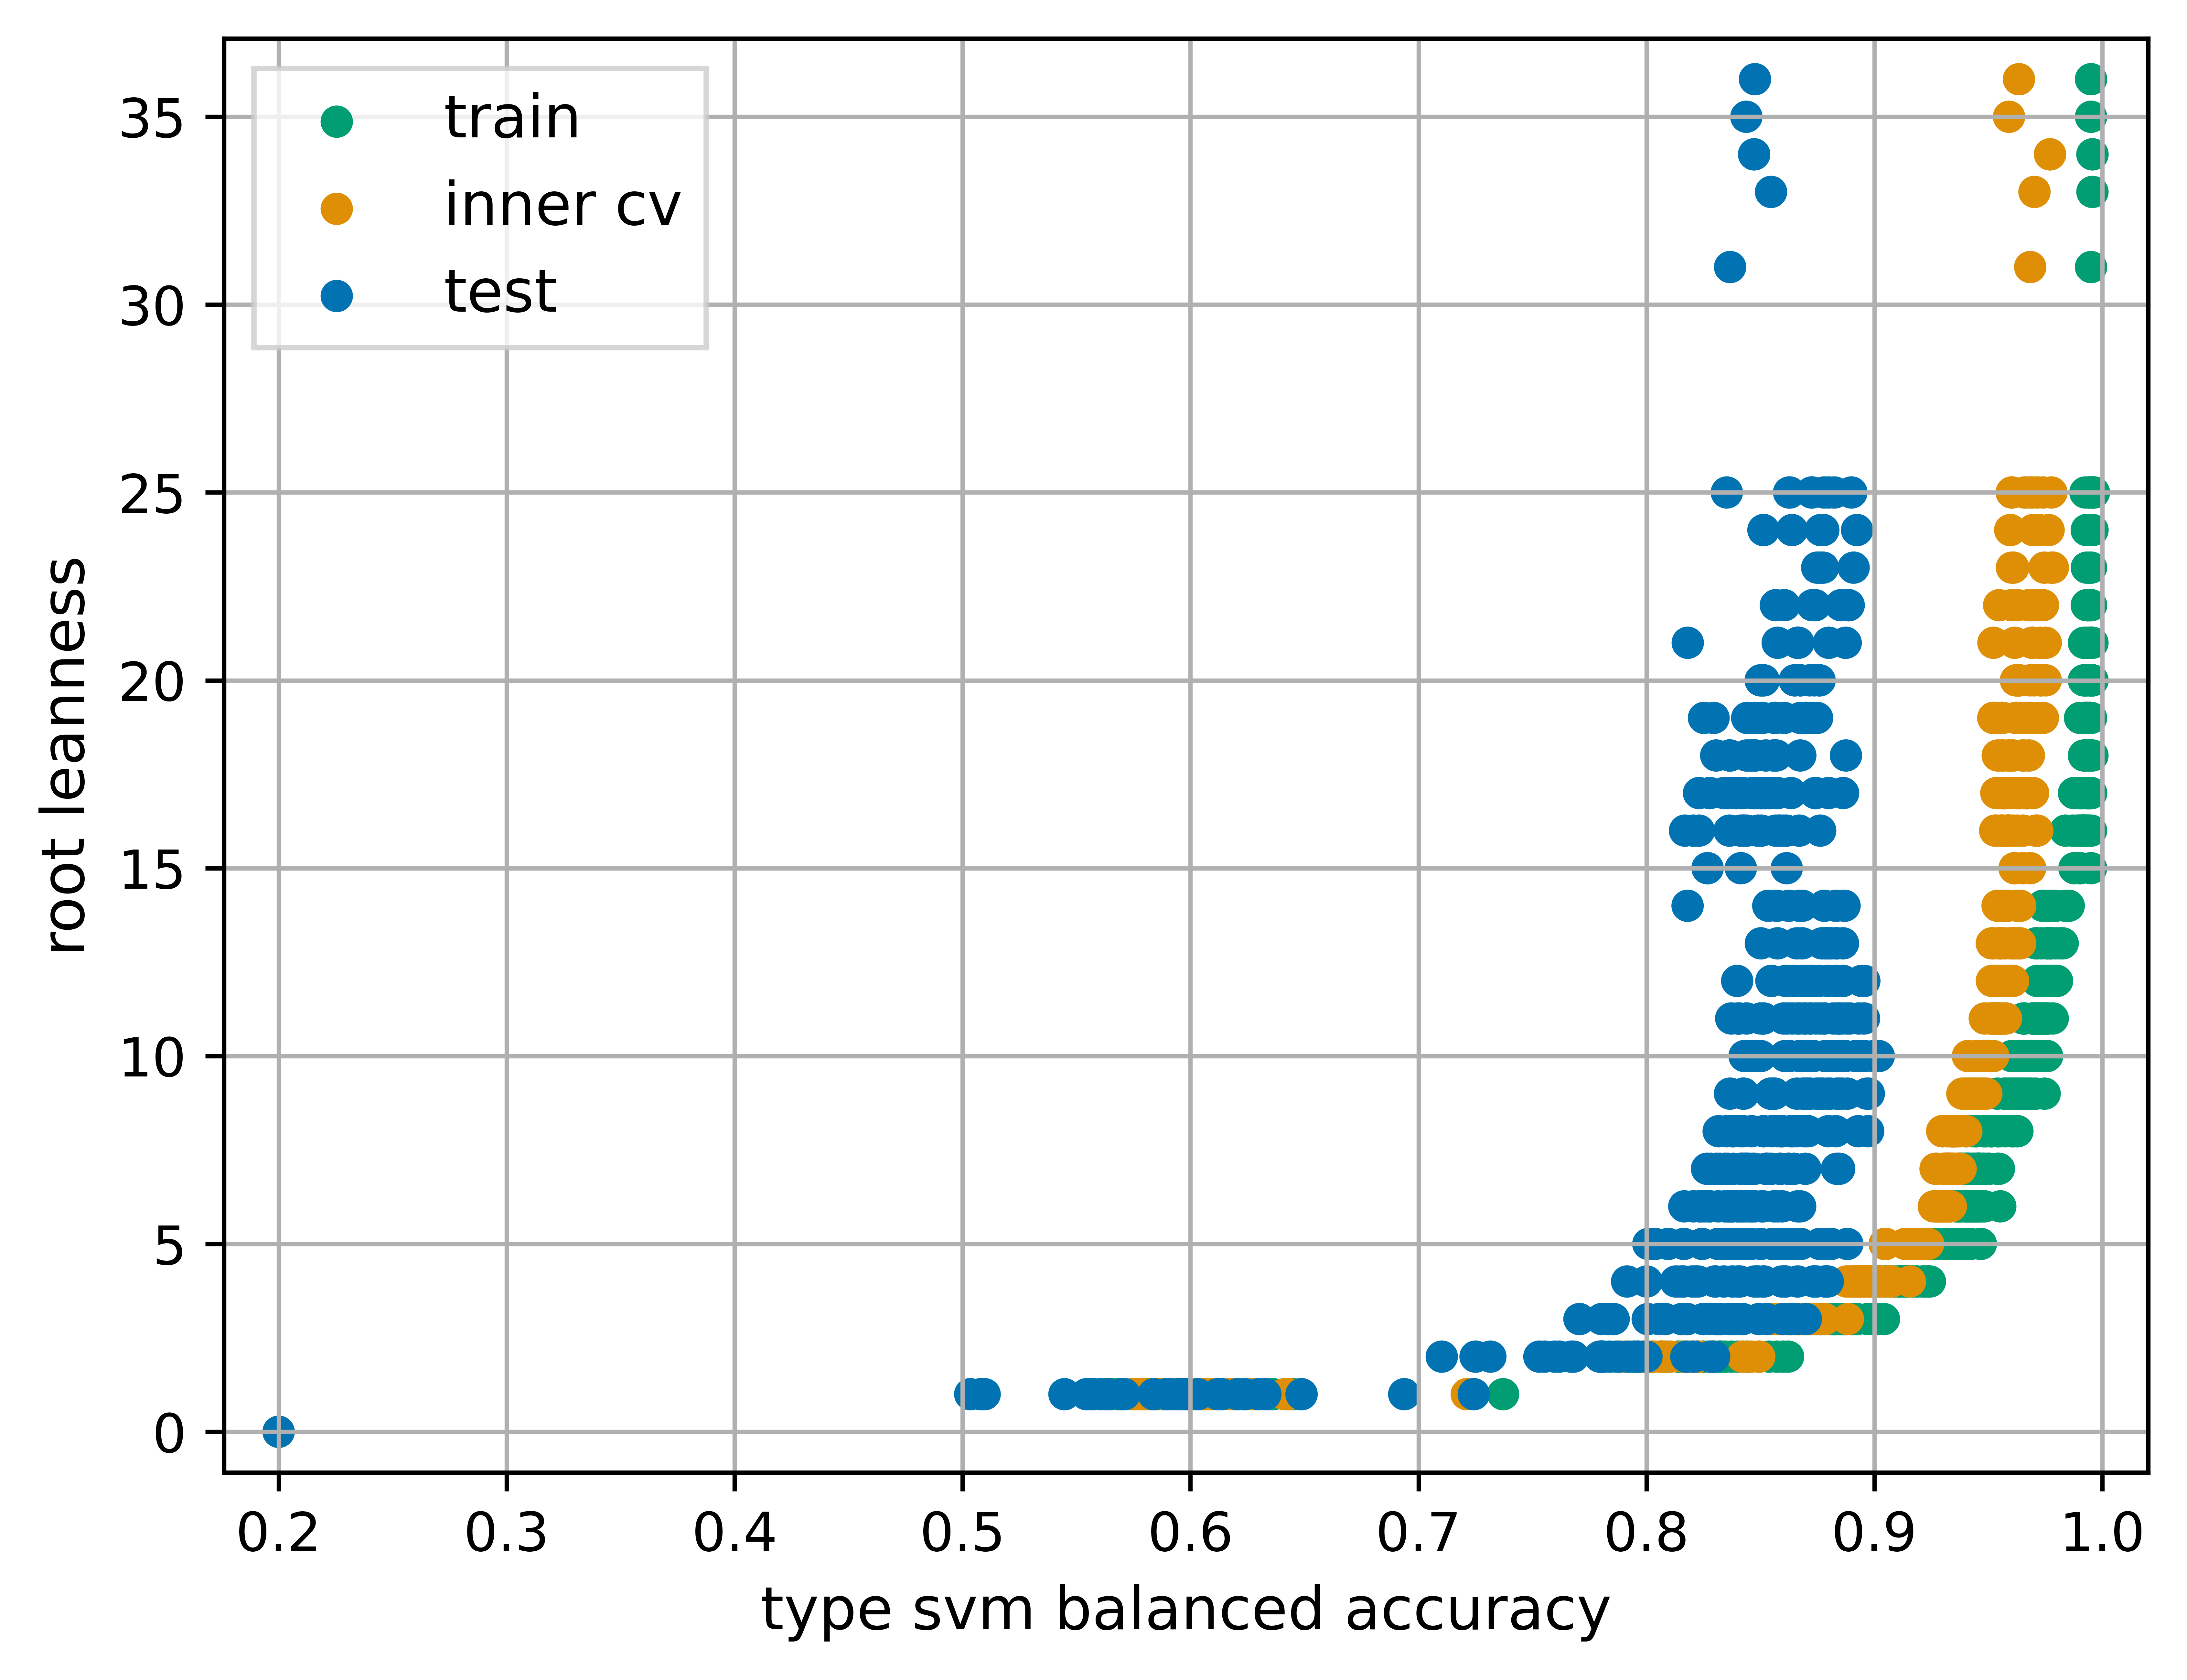 train
inner cv
test
35
30
25
20
15
10
5
0
root leanness
0.2 0.3 0.4 0.5 0.6 0.7 0.8 0.9 1.0
type svm balanced accuracy